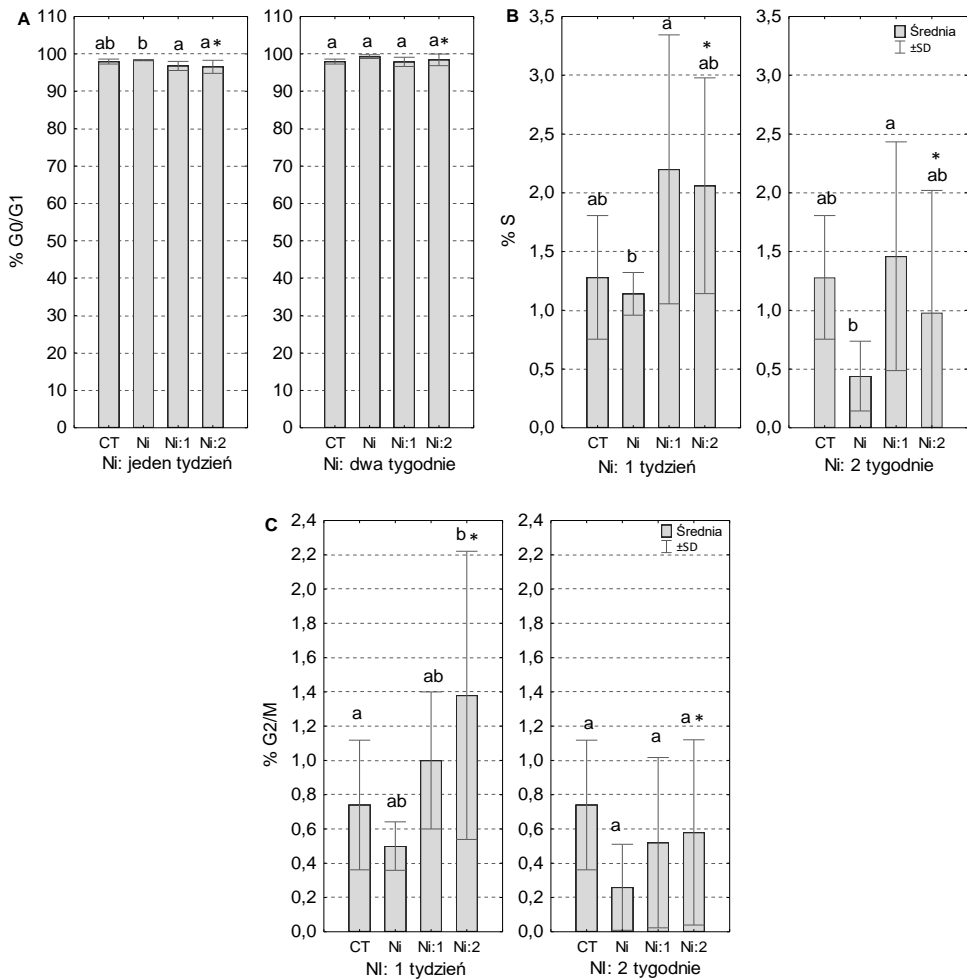 A
% G0/G1
110
100
90
80
70
60
50
40
30
20
10
0
ab b a a*
CT Ni Ni:1 Ni:2
Ni: jeden tydzień
110
100
90
80
70
60
50
40
30
20
10
0
a a a a*
CT Ni Ni:1 Ni:2
Ni: dwa tygodnie
B
% S
3,5
3,0
2,5
2,0
1,5
1,0
0,5
0,0
a
*
ab
ab
b
CT Ni Ni:1 Ni:2
Ni: 1 tydzień
3,5
3,0
2,5
2,0
1,5
1,0
0,5
0,0
Średnia
±SD
a
*
ab
ab
b
CT Ni Ni:1 Ni:2
Ni: 2 tygodnie
C
% G2/M
2,4
2,2
2,0
1,8
1,6
1,4
1,2
1,0
0,8
0,6
0,4
0,2
0,0
b*
ab
a
ab
CT Ni Ni:1 Ni:2
NI: 1 tydzień
2,4
2,2
2,0
1,8
1,6
1,4
1,2
1,0
0,8
0,6
0,4
0,2
0,0
Średnia
±SD
a *
a
a
a
CT Ni Ni:1 Ni:2
NI: 2 tygodnie